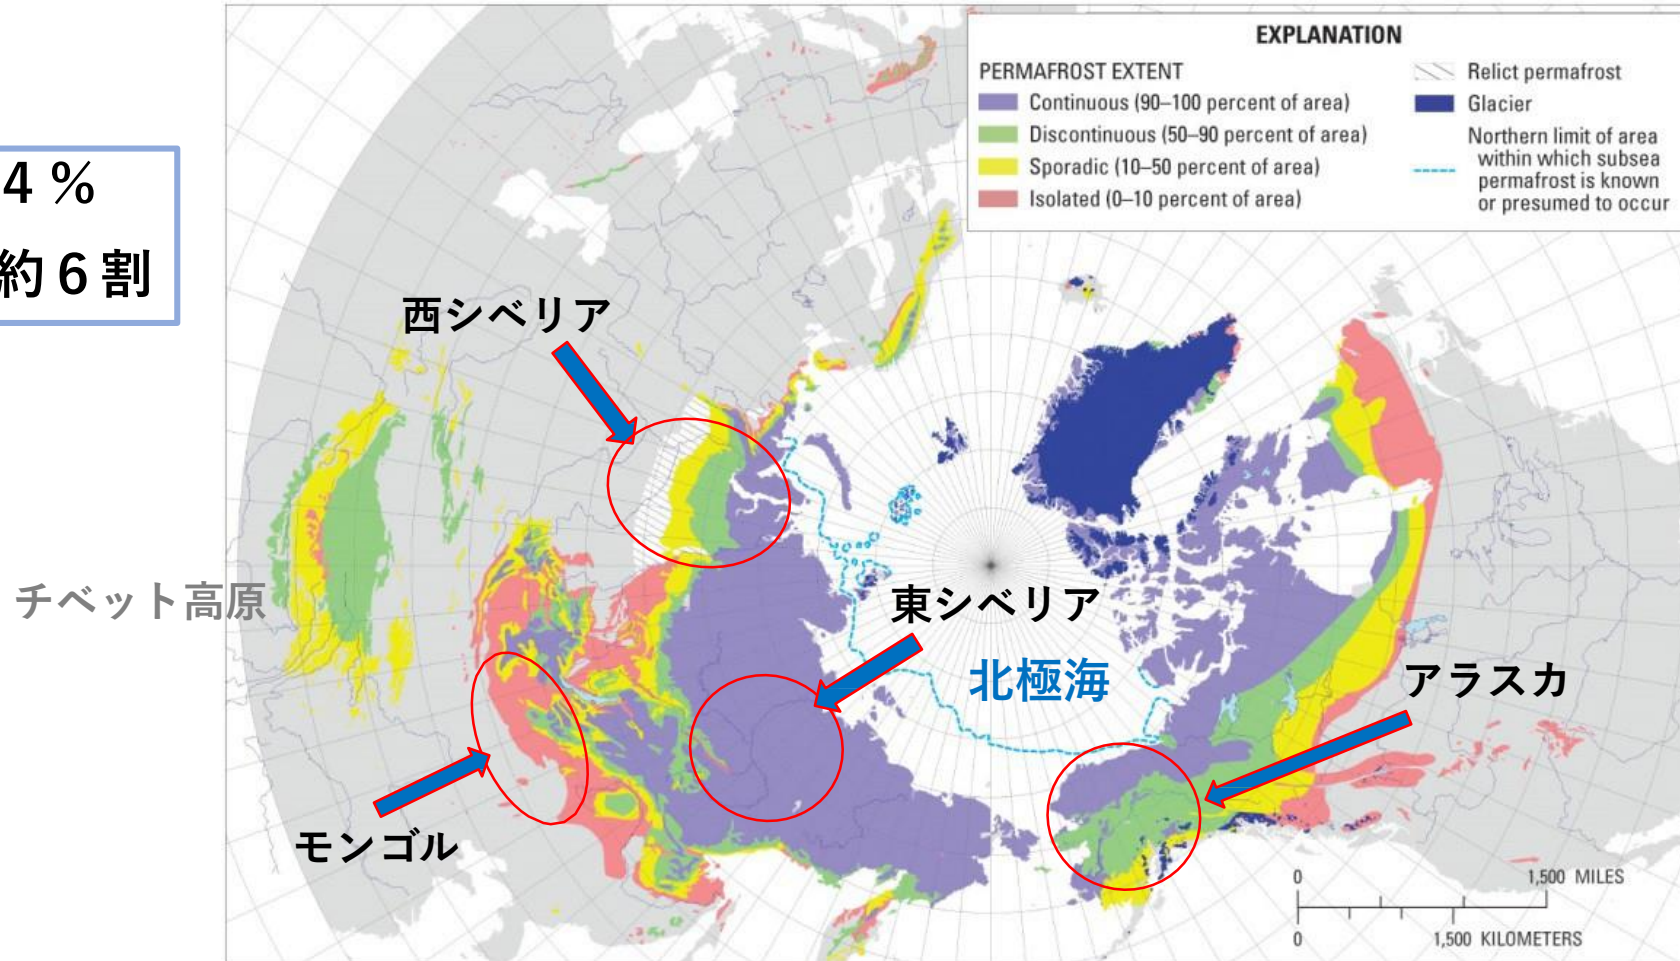 4 %
約６割
EXPLANATION
PERMAFROST EXTENT
Continuous (90–100 percent of area)
Discontinuous (50–90 percent of area)
Sporadic (10–50 percent of area)
Isolated (0–10 percent of area)
Relict permafrost
Glacier
Northern limit of area
within which subsea
permafrost is known
or presumed to occur
西シベリア
チベット高原
東シベリア
北極海
アラスカ
モンゴル
0
1,500 MILES
0
1,500 KILOMETERS